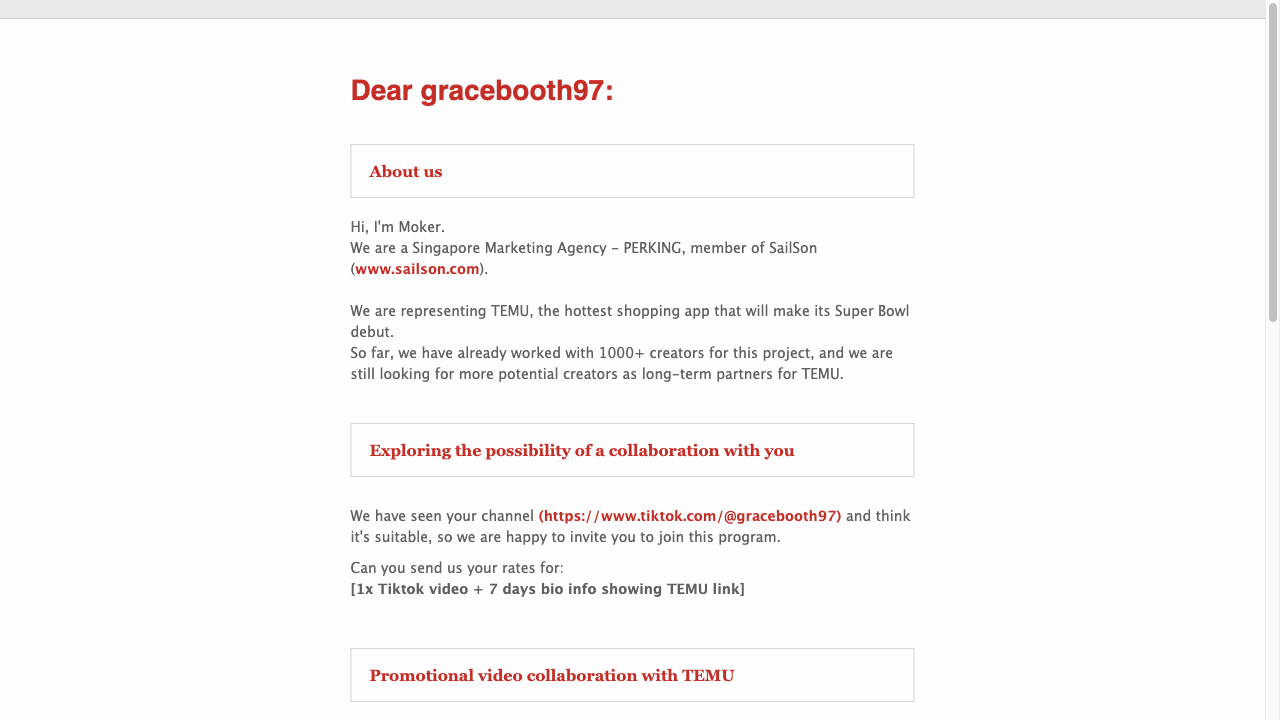 Dear gracebooth97:
About us
Hi, I'm Moker.
We are a Singapore Marketing Agency – PERKING, member of SailSon
(www.sailson.com).
We are representing TEMU, the hottest shopping app that will make its Super Bowl
debut.
So far, we have already worked with 1000+ creators for this project, and we are
still looking for more potential creators as long-term partners for TEMU.
Exploring the possibility of a collaboration with you
We have seen your channel (https://www.tiktok.com/@gracebooth97) and think
it's suitable, so we are happy to invite you to join this program.
Can you send us your rates for:
[1x Tiktok video + 7 days bio info showing TEMU link]
Promotional video collaboration with TEMU